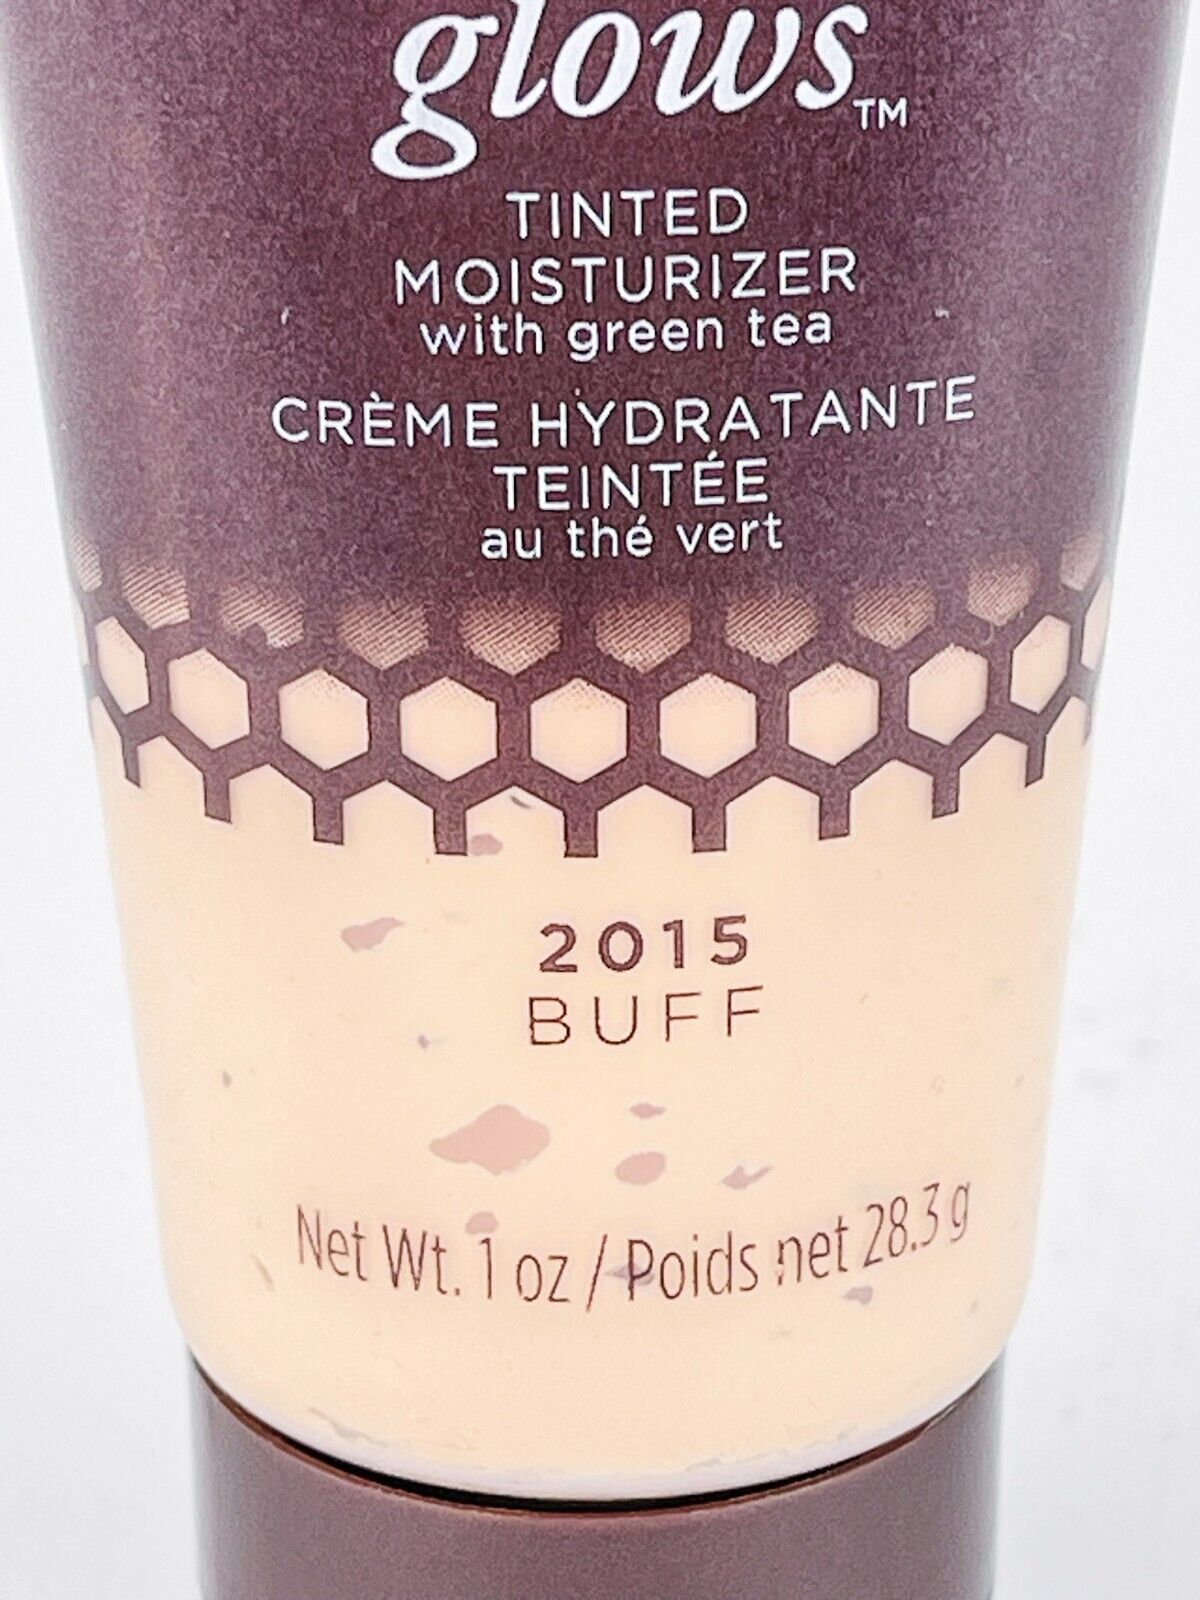 glows™
TINTED
MOISTURIZER
with green tea
CRÈME HYDRATANTE
TEINTÉE
au thé vert
2015
BUFF
Net Wt. 1 oz / Poids net 28.3 g